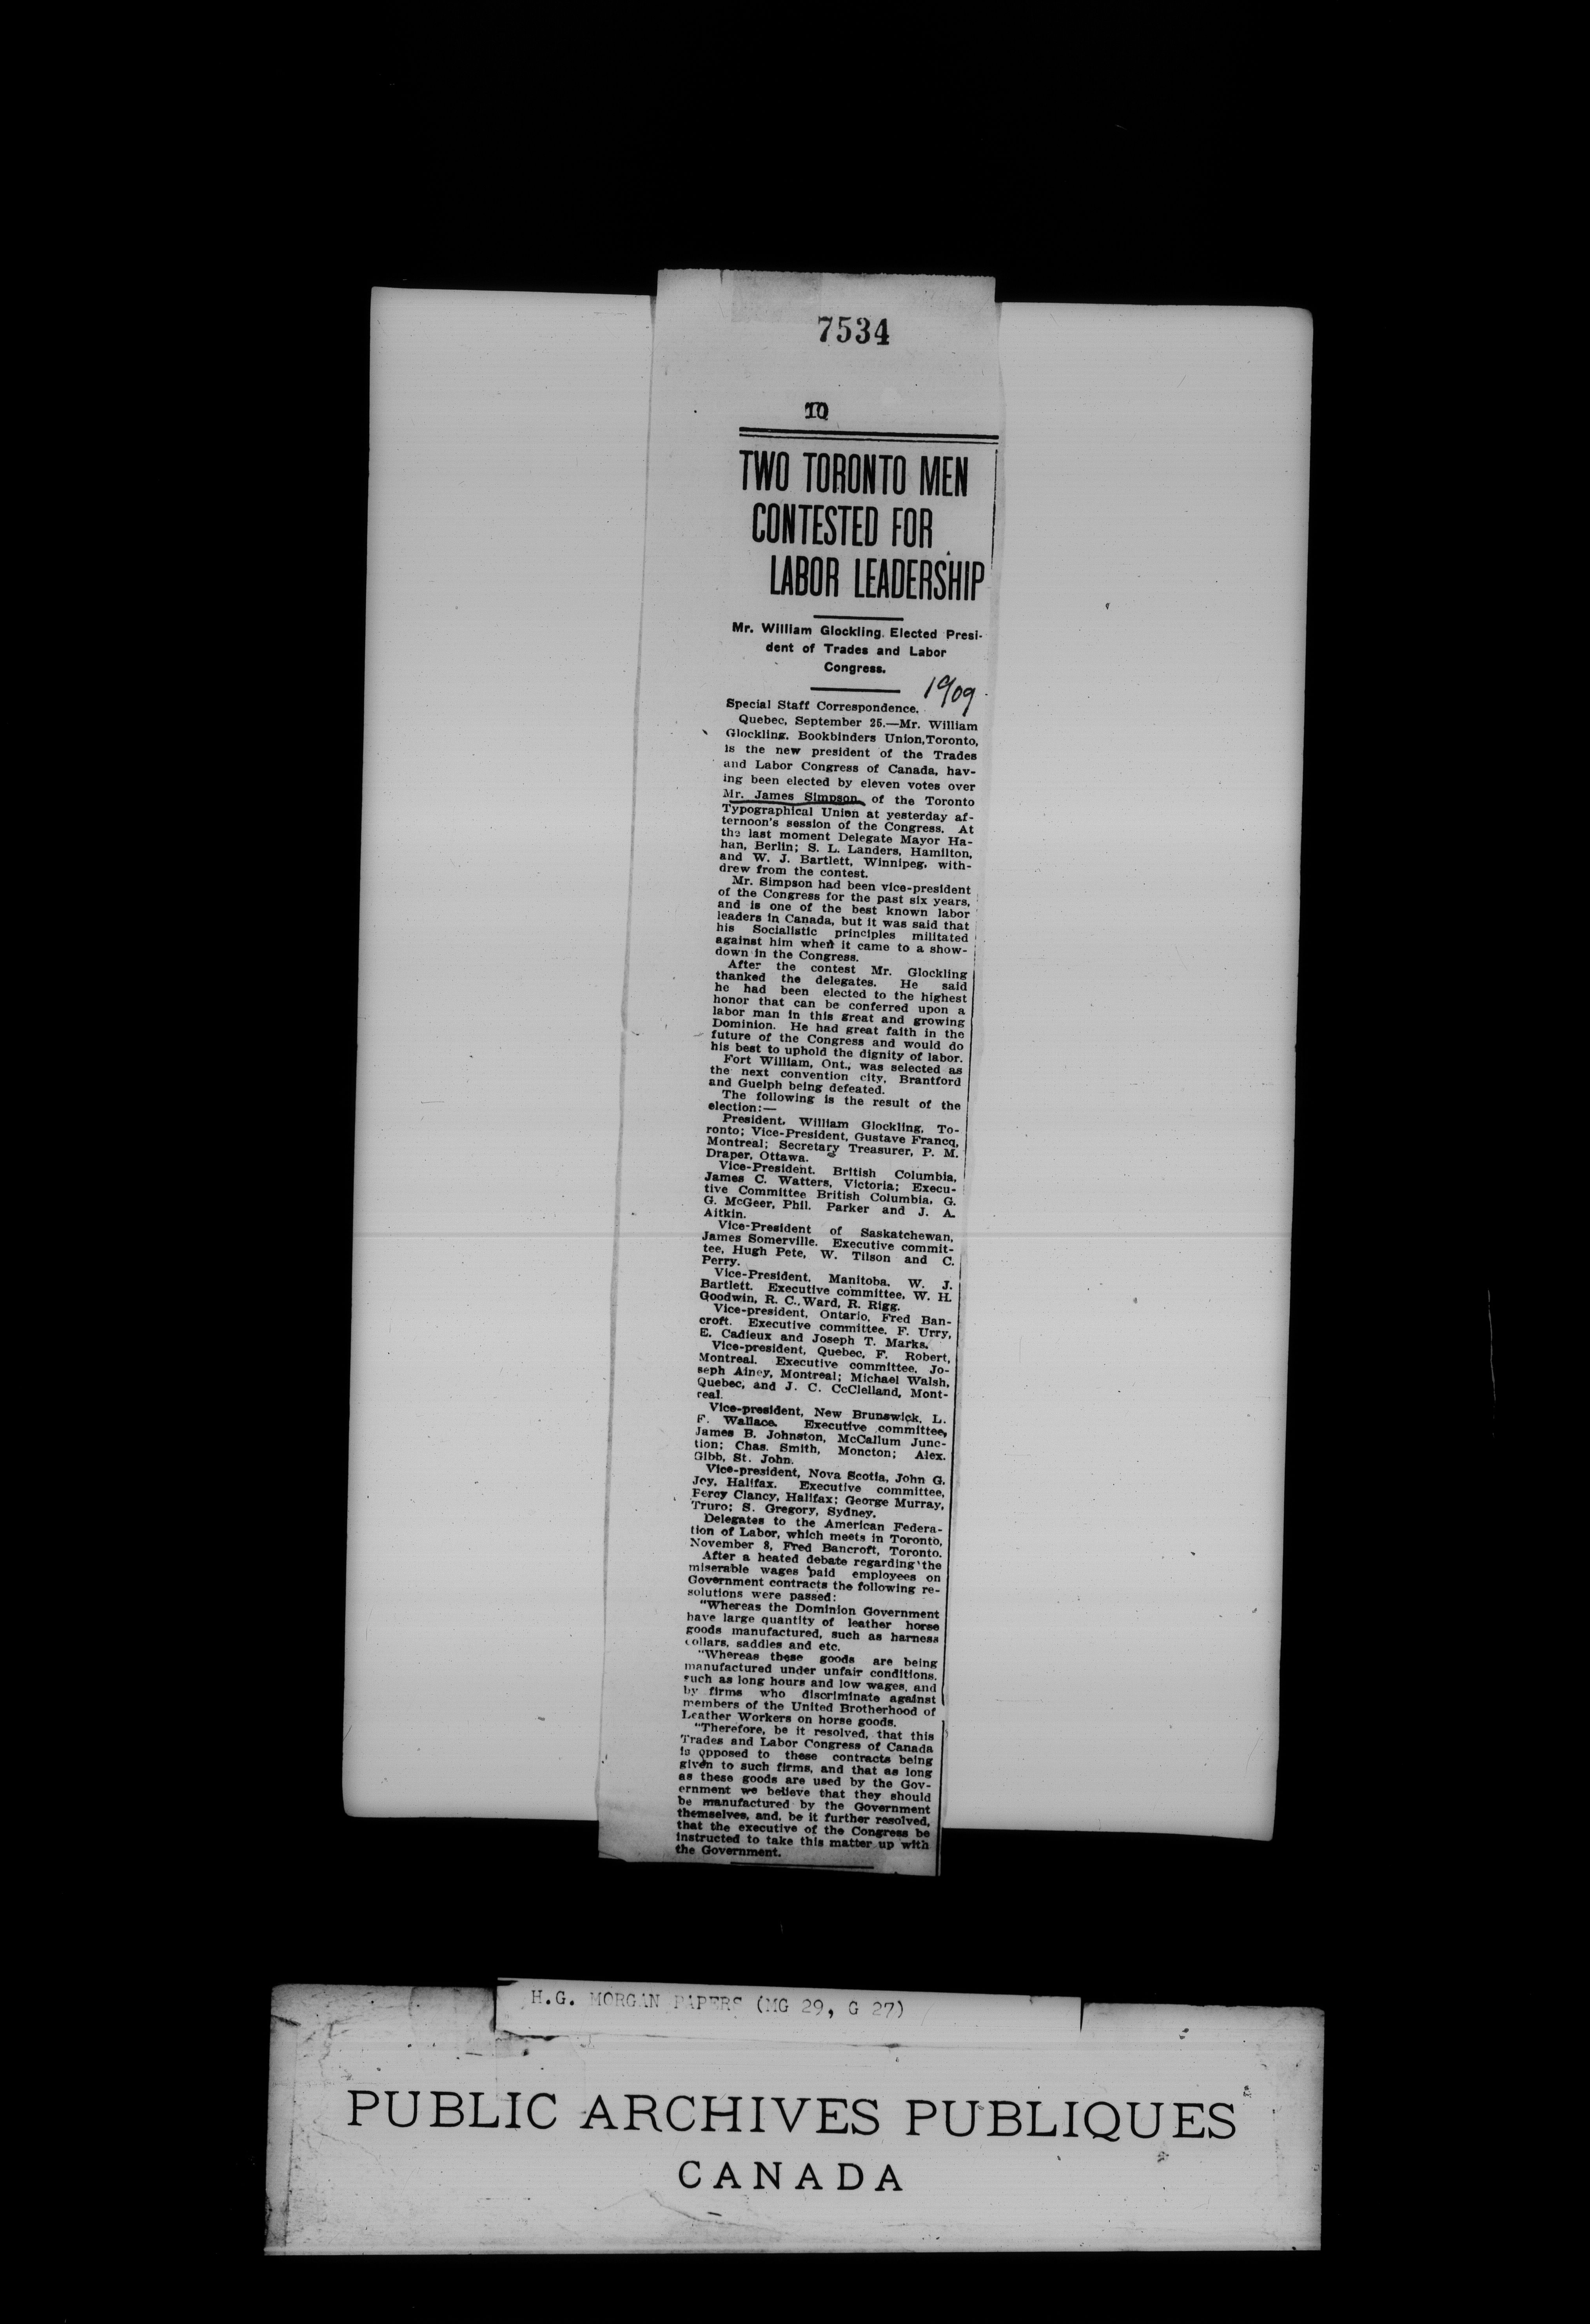 7534
10
TWO TORONTO MEN
CONTESTED FOR
LABOR LEADERSHIP
Mr. William Glockling. Elected Presi-
dent of Trades and Labor
Congress.
1909
Special Staff Correspondence.
Quebec, September 25.—Mr. William
Glockling, Bookbinders Union,Toronto,
is the new president of the Trades
and Labor Congress of Canada, hav-
ing been elected by eleven votes over
Mr. James Simpson, of the Toronto
Typographical Union at yesterday af-
ternoon's session of the Congress. At
the last moment Delegate Mayor Ha-
han, Berlin; S. L. Landers, Hamilton,
and W. J. Bartlett, Winnipeg, with-
drew from the contest.
Mr. Simpson had been vice-president
of the Congress for the past six years,
and is one of the best known labor
leaders in Canada, but it was said that
his Socialistic principles militated
against him when it came to a show-
down in the Congress.
After the contest Mr. Glockling
thanked the delegates. He said
he had been elected to the highest
honor that can be conferred upon a
labor man in this great and growing
Dominion. He had great faith in the
future of the Congress and would do
his best to uphold the dignity of labor.
Fort William, Ont., was selected as
the next convention city, Brantford
and Guelph being defeated.
The following is the result of the
election:—
President, William Glockling, To-
ronto; Vice-President, Gustave Francq,
Montreal; Secretary Treasurer, P. M.
Draper, Ottawa.
Vice-President, British Columbia,
James C. Watters, Victoria; Execu-
tive Committee British Columbia, G.
G. McGeer, Phil. Parker and J. A.
Aitkin.
Vice-President of Saskatchewan,
James Somerville. Executive commit-
tee, Hugh Pete, W. Tilson and C.
Perry.
Vice-President, Manitoba, W. J.
Bartlett. Executive committee, W. H.
Goodwin, R. C. Ward, R. Rigg.
Vice-president, Ontario, Fred Ban-
croft. Executive committee, F. Urry,
E. Cadieux and Joseph T. Marks.
Vice-president, Quebec, F. Robert,
Montreal. Executive committee, Jo-
seph Ainey, Montreal; Michael Walsh,
Quebec, and J. C. CcClelland, Mont-
real.
Vice-president, New Brunswick, L.
F. Wallace. Executive committee,
James B. Johnston, McCallum Junc-
tion; Chas. Smith, Moncton; Alex.
Gibb, St. John.
Vice-president, Nova Scotia, John G.
Joy, Halifax. Executive committee,
Percy Clancy, Halifax; George Murray,
Truro; S. Gregory, Sydney.
Delegates to the American Federa-
tion of Labor, which meets in Toronto,
November 8, Fred Bancroft, Toronto.
After a heated debate regarding the
miserable wages paid employees on
Government contracts the following re-
solutions were passed:
"Whereas the Dominion Government
have large quantity of leather horse
goods manufactured, such as harness
collars, saddles and etc.
"Whereas these goods are being
manufactured under unfair conditions,
such as long hours and low wages, and
by firms who discriminate against
members of the United Brotherhood of
Leather Workers on horse goods.
"Therefore, be it resolved, that this
Trades and Labor Congress of Canada
is opposed to these contracts being
given to such firms, and that as long
as these goods are used by the Gov-
ernment we believe that they should
be manufactured by the Government
themselves, and, be it further resolved,
that the executive of the Congress be
instructed to take this matter up with
the Government.
H.G. MORGAN PAPERS (MG 29, G 27)
PUBLIC ARCHIVES PUBLIQUES
CANADA